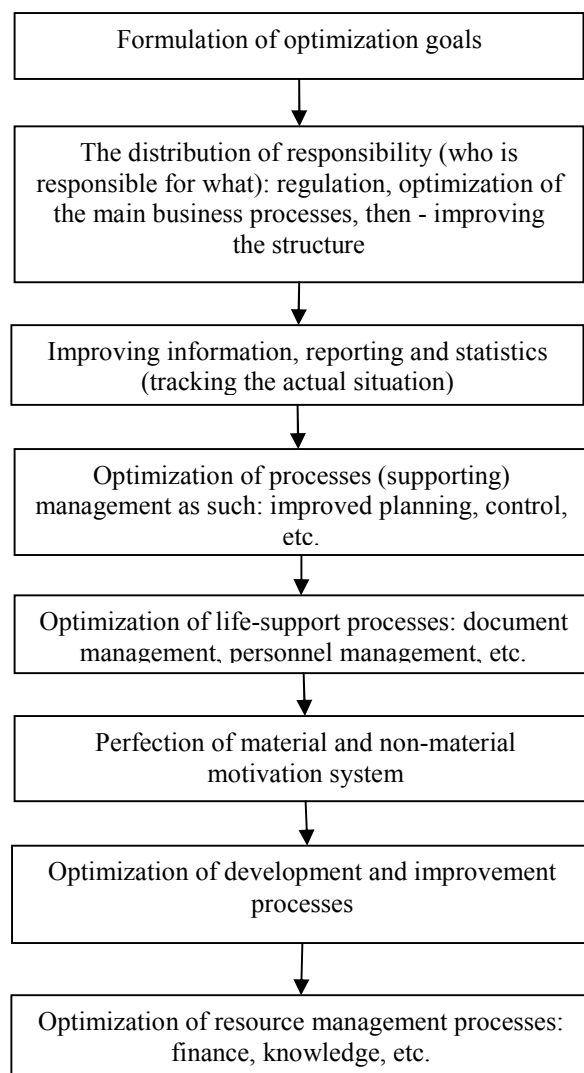 Formulation of optimization goals
The distribution of responsibility (who is
responsible for what): regulation, optimization of
the main business processes, then - improving
the structure
Improving information, reporting and statistics
(tracking the actual situation)
Optimization of processes (supporting)
management as such: improved planning, control,
etc.
Optimization of life-support processes: document
management, personnel management, etc.
Perfection of material and non-material
motivation system
Optimization of development and improvement
processes
Optimization of resource management processes:
finance, knowledge, etc.